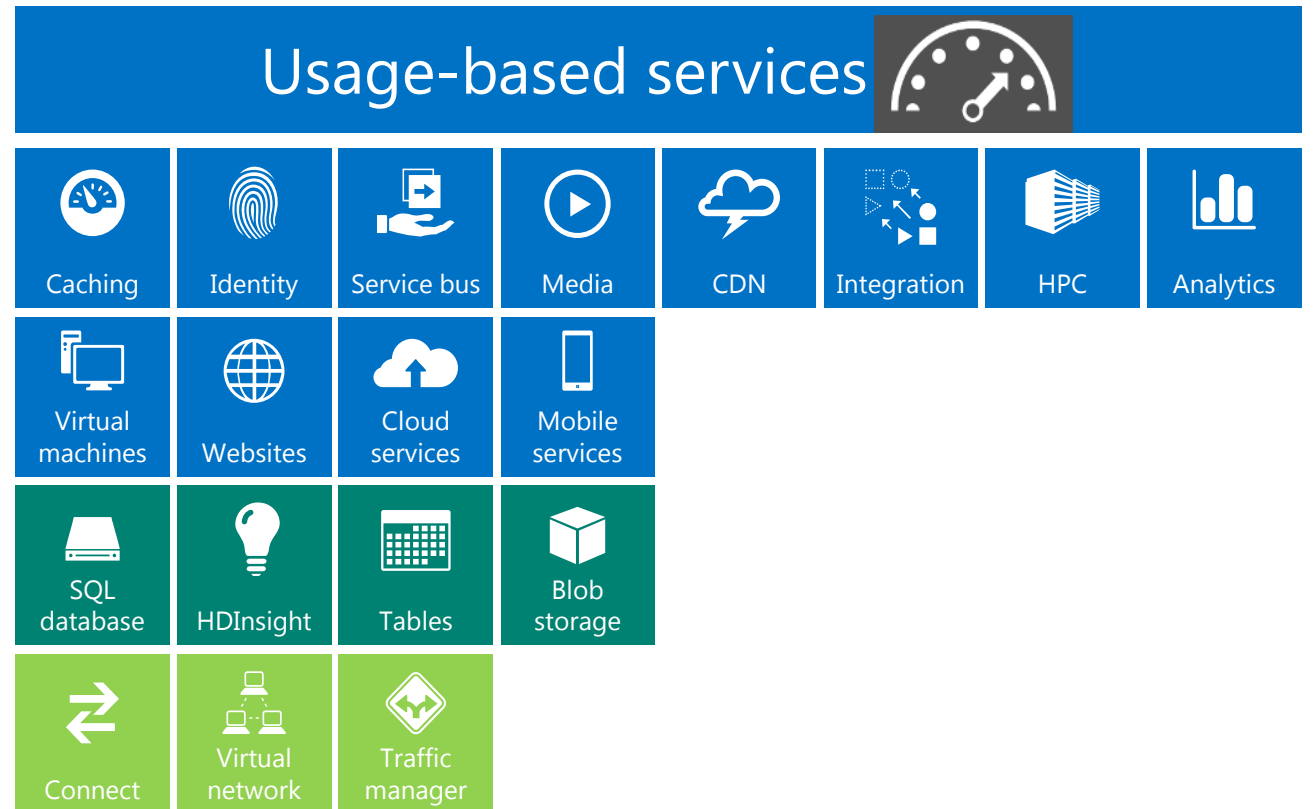 Usage-based services
Caching
Identity
Service bus
Media
CDN
Integration
HPC
Analytics
Virtual
machines
Websites
Cloud
services
Mobile
services
SQL
database
HDInsight
Tables
Blob
storage
Connect
Virtual
network
Traffic
manager